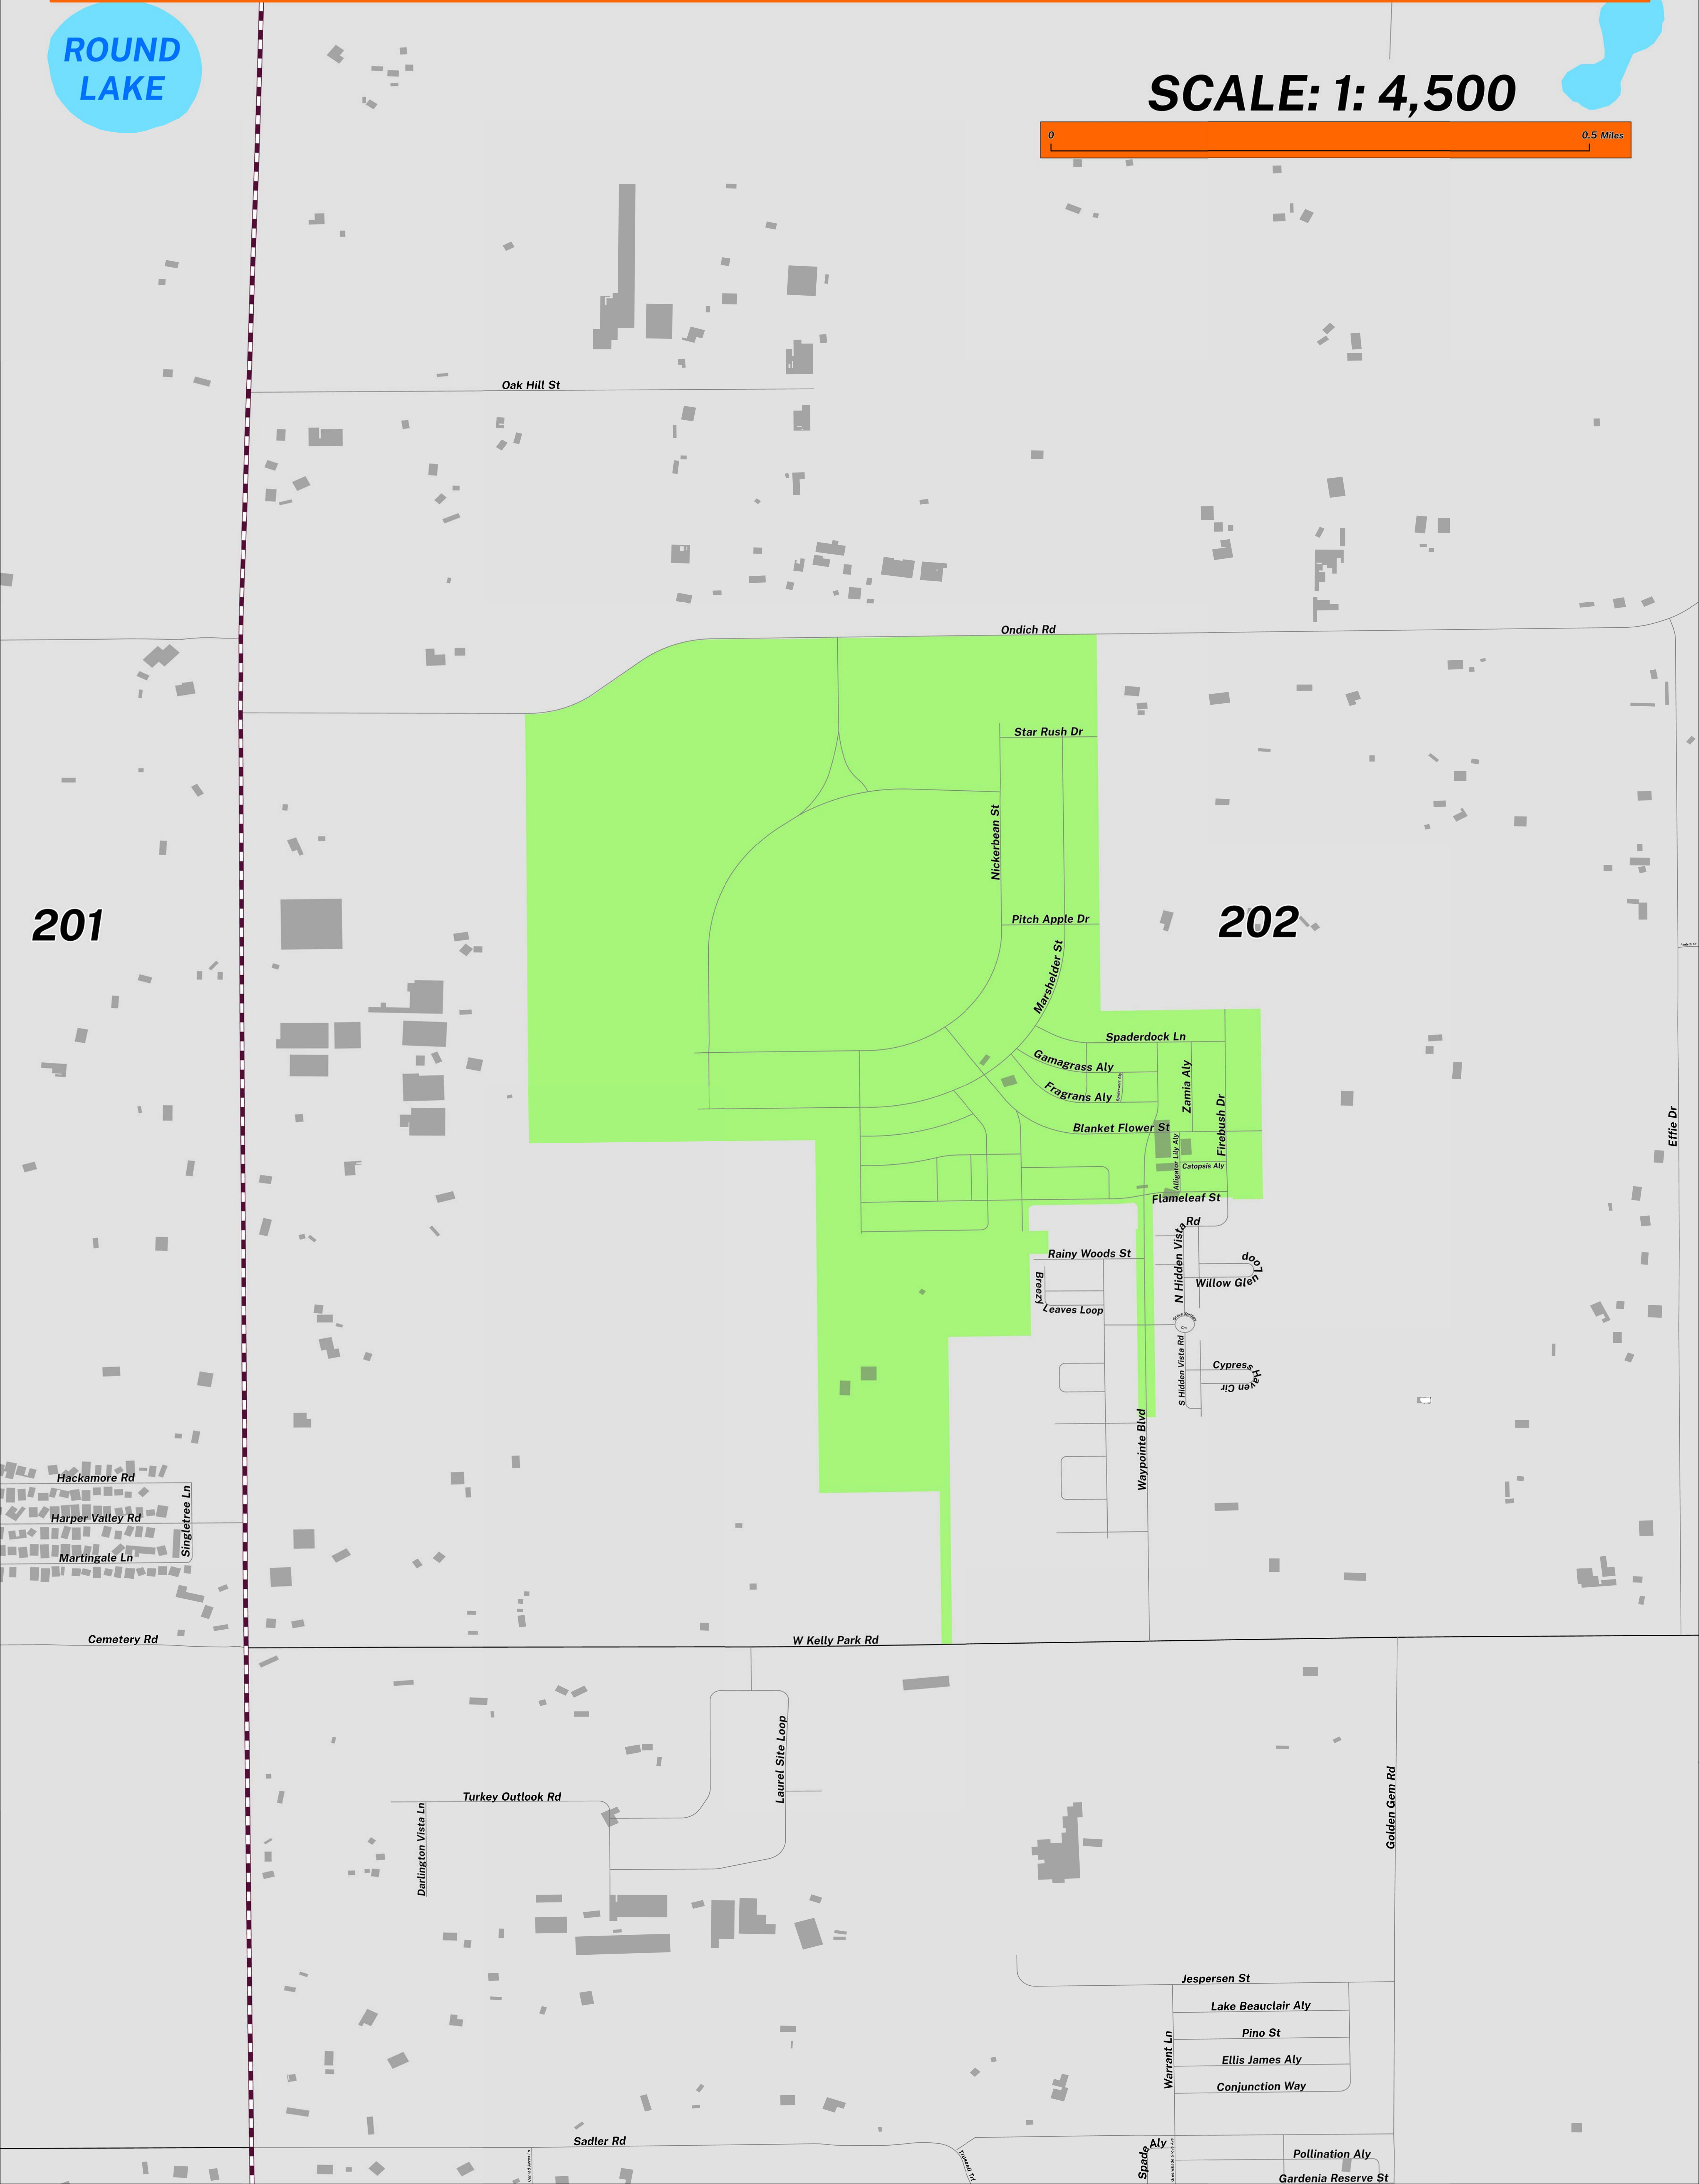 ROUND
LAKE
SCALE: 1: 4,500
0
0.5 Miles
Oak Hill St
Ondich Rd
Star Rush Dr
Nickerbean St
Pitch Apple Dr
201
202
Marshelder St
Spaderdock Ln
Gamagrass Aly
Fragrans Aly
Zamia Aly
Firebush Dr
Effie Dr
Blanket Flower St
Alligator Lily Aly
Catopsis Aly
Flameleaf St
N Hidden Vista Rd
Rainy Woods St
Willow Glen Loop
Breezy Leaves Loop
S Hidden Vista Rd
Cypress Haven Cir
Waypointe Blvd
Hackamore Rd
Singletree Ln
Harper Valley Rd
Martingale Ln
Cemetery Rd
W Kelly Park Rd
Laurel Site Loop
Golden Gem Rd
Turkey Outlook Rd
Darlington Vista Ln
Jespersen St
Lake Beauclair Aly
Pino St
Warrant Ln
Ellis James Aly
Conjunction Way
Sadler Rd
Spade Aly
Pollination Aly
Gardenia Reserve St